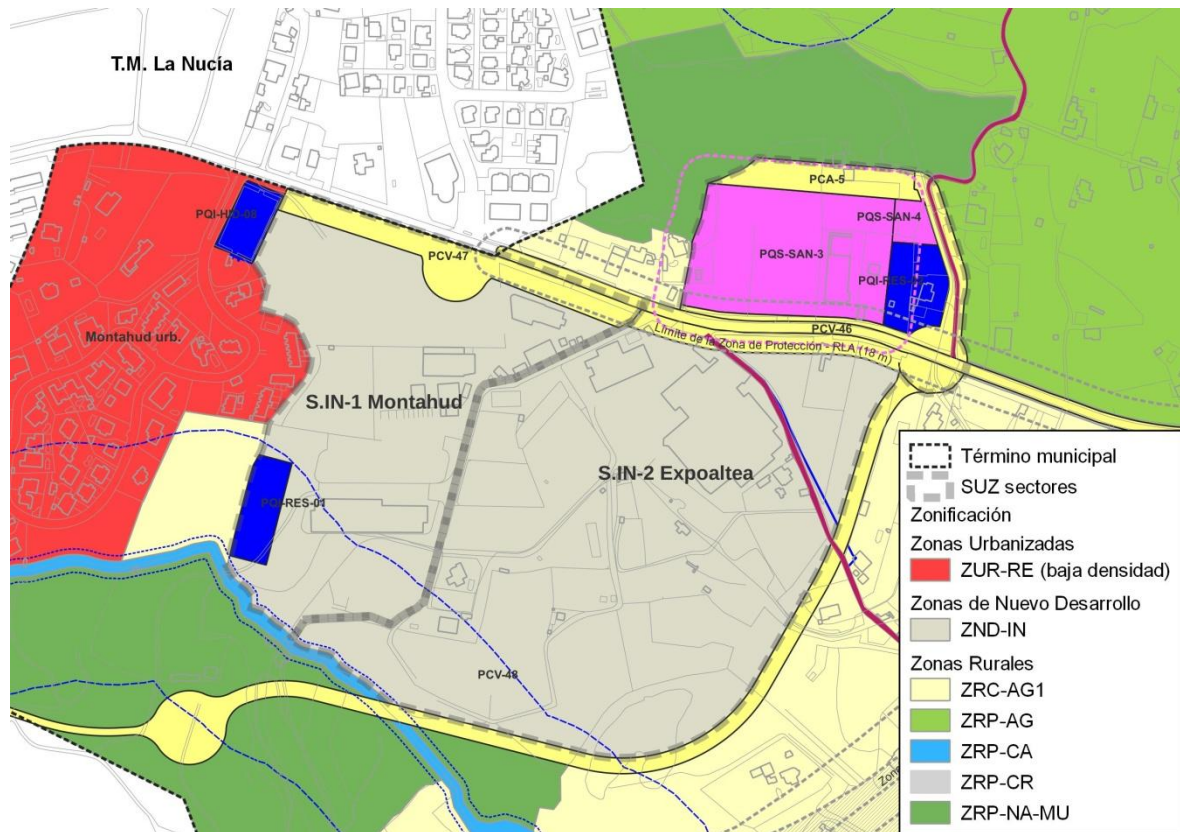 T.M. La Nucía
PCA-5
PQI-HID-05
PQS-SAN-4
PCV-47
PQS-SAN-3
PCV-46
Montahud urb.
Límite de la Zona de Protección - RLA (18 m)
S.IN-1 Montahud
S.IN-2 Expoaltea
PQI-RES-01
PCV-48
Término municipal
SUZ sectores
Zonificación
Zonas Urbanizadas
ZUR-RE (baja densidad)
Zonas de Nuevo Desarrollo
ZND-IN
Zonas Rurales
ZRC-AG1
ZRP-AG
ZRP-CA
ZRP-CR
ZRP-NA-MU